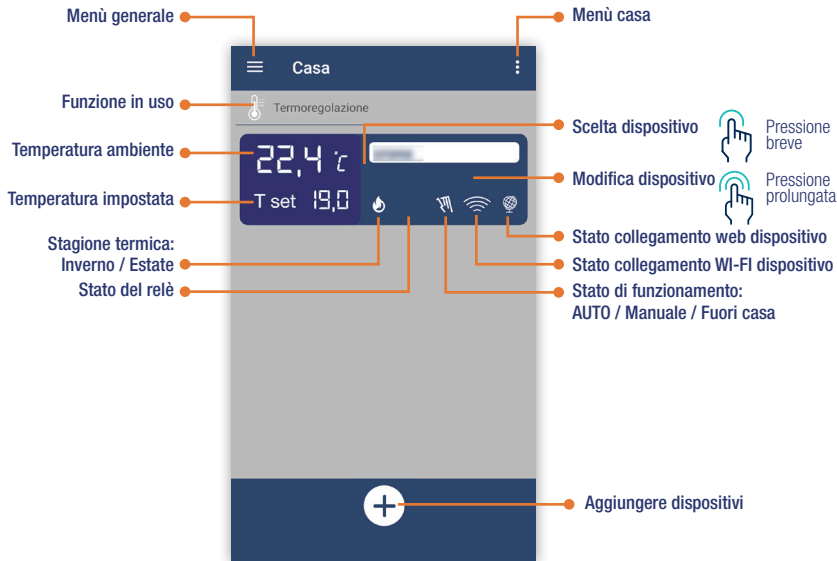 Menù generale
Menù casa
Casa
Funzione in uso
Termoregolazione
Scelta dispositivo
Pressione
breve
Temperatura ambiente
22,4 °c
Modifica dispositivo
Pressione
prolungata
Temperatura impostata
T set 19,0
Stagione termica:
Inverno / Estate
Stato del relè
Stato collegamento web dispositivo
Stato collegamento WI-FI dispositivo
Stato di funzionamento:
AUTO / Manuale / Fuori casa
Aggiungere dispositivi